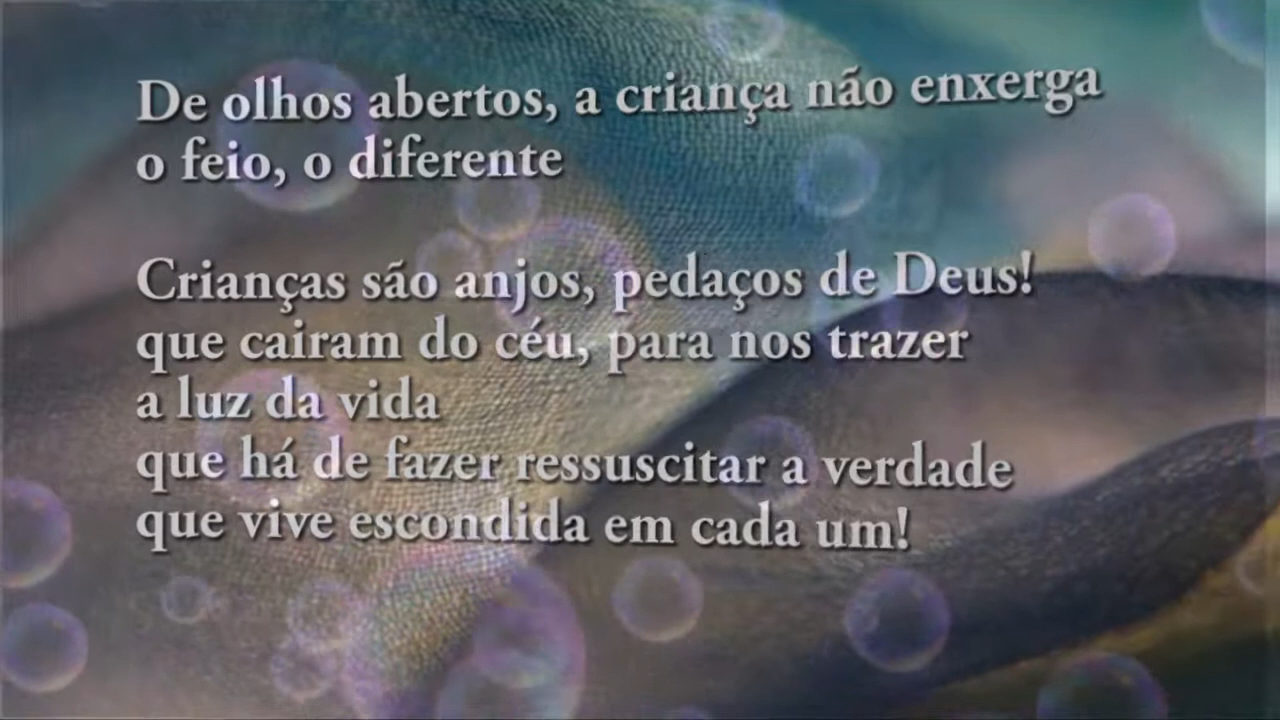 De olhos abertos, a criança não enxerga
o feio, o diferente
Crianças são anjos, pedaços de Deus!
que cairam do céu, para nos trazer
a luz da vida
que há de fazer ressuscitar a verdade
que vive escondida em cada um!